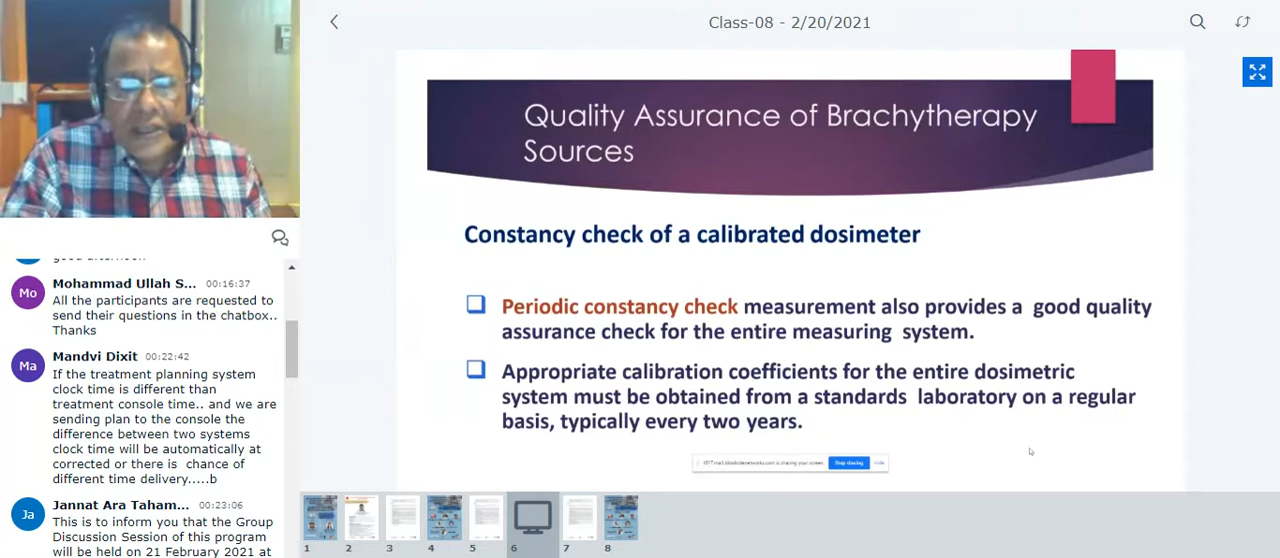 Class-08 - 2/20/2021
Quality Assurance of Brachytherapy
Sources
Constancy check of a calibrated dosimeter
Periodic constancy check measurement also provides a good quality
assurance check for the entire measuring system.
Appropriate calibration coefficients for the entire dosimetric
system must be obtained from a standards laboratory on a regular
basis, typically every two years.
is sharing your screen.
Stop sharing
Hide
good afternoon
Mo
Mohammad Ullah S... 00:16:37
All the participants are requested to
send their questions in the chatbox..
Thanks
Ma
Mandvi Dixit 00:22:42
If the treatment planning system
clock time is different than
treatment console time.. and we are
sending plan to the console the
difference between two systems
clock time will be automatically at
corrected or there is chance of
different time delivery.....b
Ja
Jannat Ara Taham... 00:23:06
This is to inform you that the Group
Discussion Session of this program
will be held on 21 February 2021 at
1
2
3
4
5
6
7
8